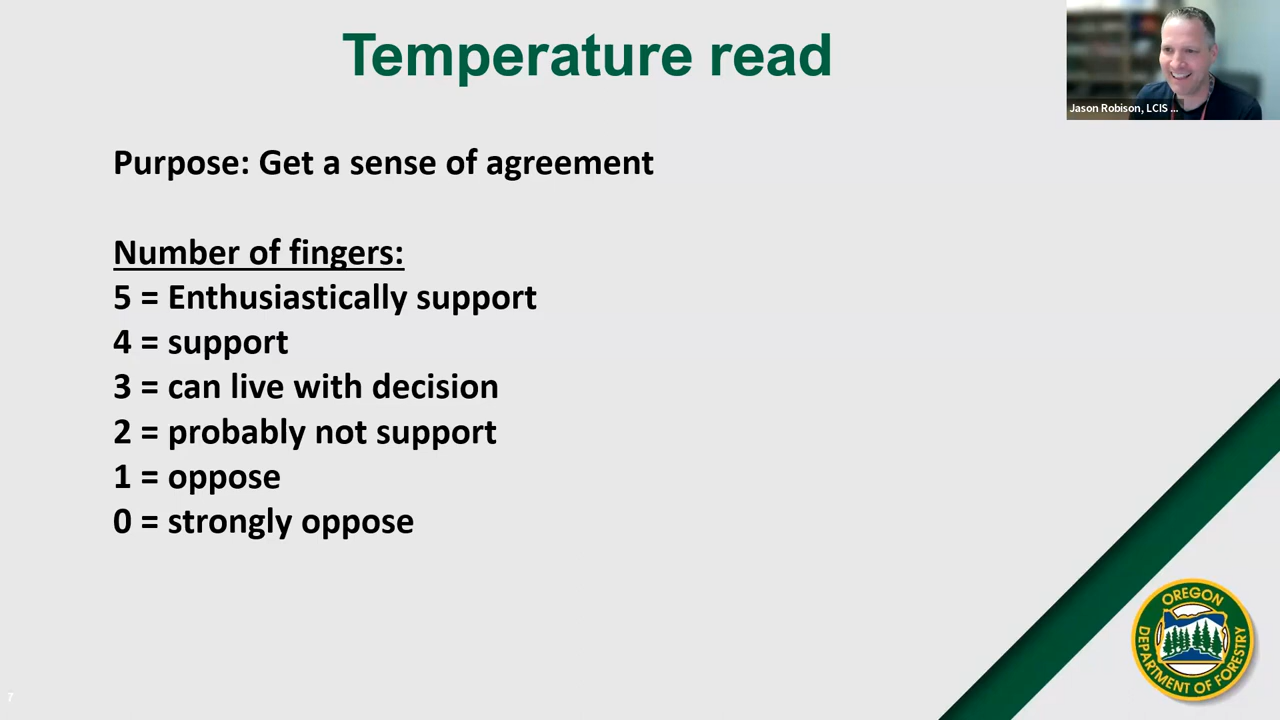 Temperature read
Jason Robison, LCIS ...
Purpose: Get a sense of agreement
Number of fingers:
5 = Enthusiastically support
4 = support
3 = can live with decision
2 = probably not support
1 = oppose
0 = strongly oppose
OREGON
DEPARTMENT OF FORESTRY
7